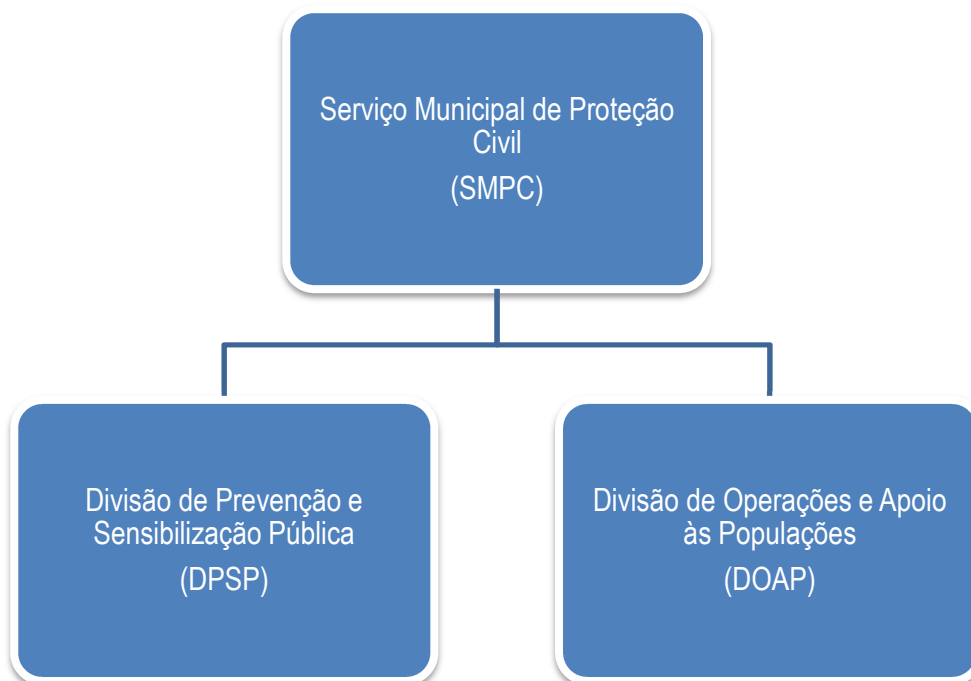 Serviço Municipal de Proteção
Civil
(SMPC)
Divisão de Prevenção e
Sensibilização Pública
(DPSP)
Divisão de Operações e Apoio
às Populações
(DOAP)